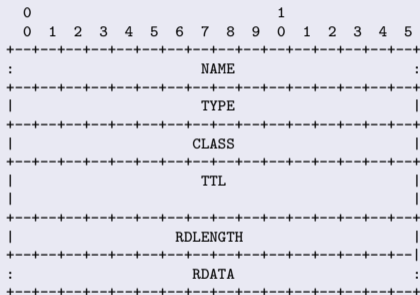 0 1
0 1 2 3 4 5 6 7 8 9 0 1 2 3 4 5
+--+--+--+--+--+--+--+--+--+--+--+--+--+--+--+--+
: NAME :
+--+--+--+--+--+--+--+--+--+--+--+--+--+--+--+--+
| TYPE |
+--+--+--+--+--+--+--+--+--+--+--+--+--+--+--+--+
| CLASS |
+--+--+--+--+--+--+--+--+--+--+--+--+--+--+--+--+
| TTL |
| |
+--+--+--+--+--+--+--+--+--+--+--+--+--+--+--+--+
| RDLENGTH |
+--+--+--+--+--+--+--+--+--+--+--+--+--+--+--+--|
: RDATA :
+--+--+--+--+--+--+--+--+--+--+--+--+--+--+--+--+